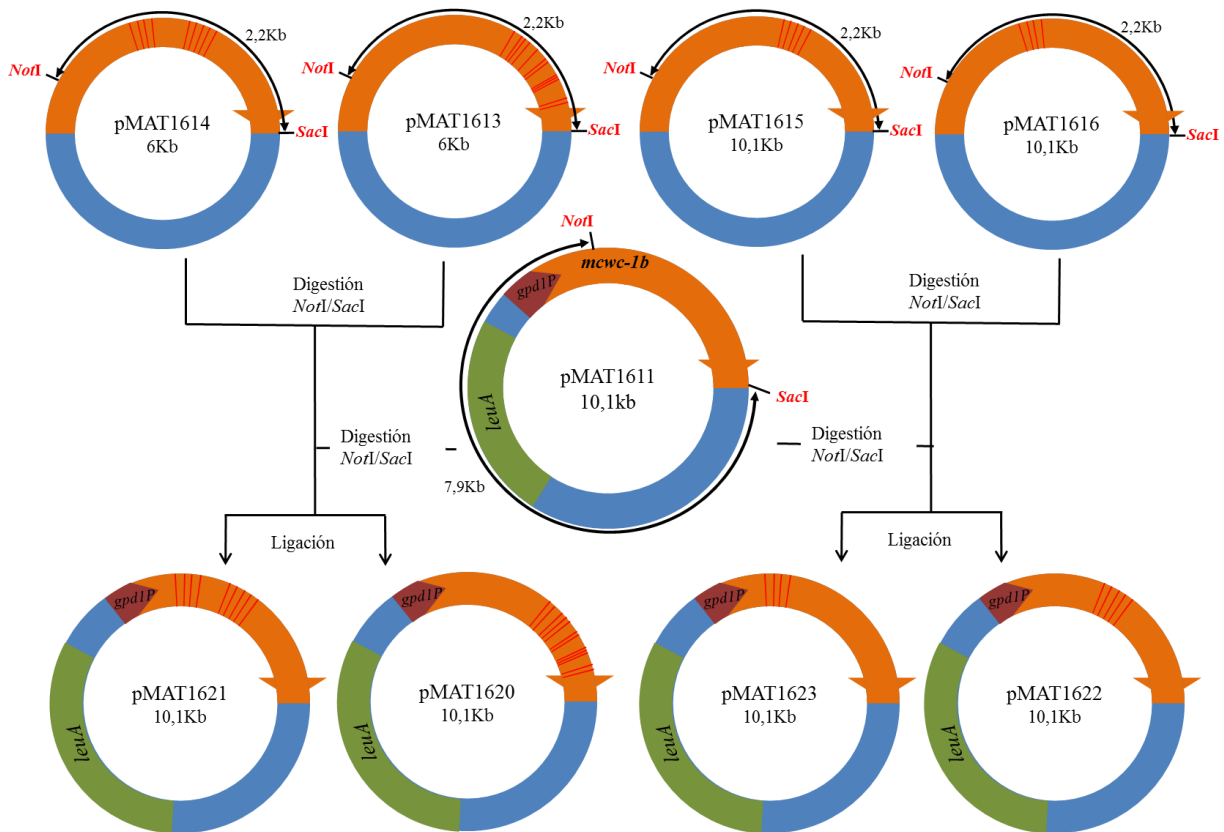 2,2Kb
NotI
SacI
pMAT1614
6Kb
2,2Kb
NotI
SacI
pMAT1613
6Kb
2,2Kb
NotI
SacI
pMAT1615
10,1Kb
2,2Kb
NotI
SacI
pMAT1616
10,1Kb
Digestión
NotI/SacI
NotI
mcwc-1b
gpd1P
leuA
pMAT1611
10,1kb
SacI
7,9Kb
Digestión
NotI/SacI
Digestión
NotI/SacI
Digestión
NotI/SacI
Ligación
Ligación
gpd1P
leuA
pMAT1621
10,1Kb
gpd1P
leuA
pMAT1620
10,1Kb
gpd1P
leuA
pMAT1623
10,1Kb
gpd1P
leuA
pMAT1622
10,1Kb